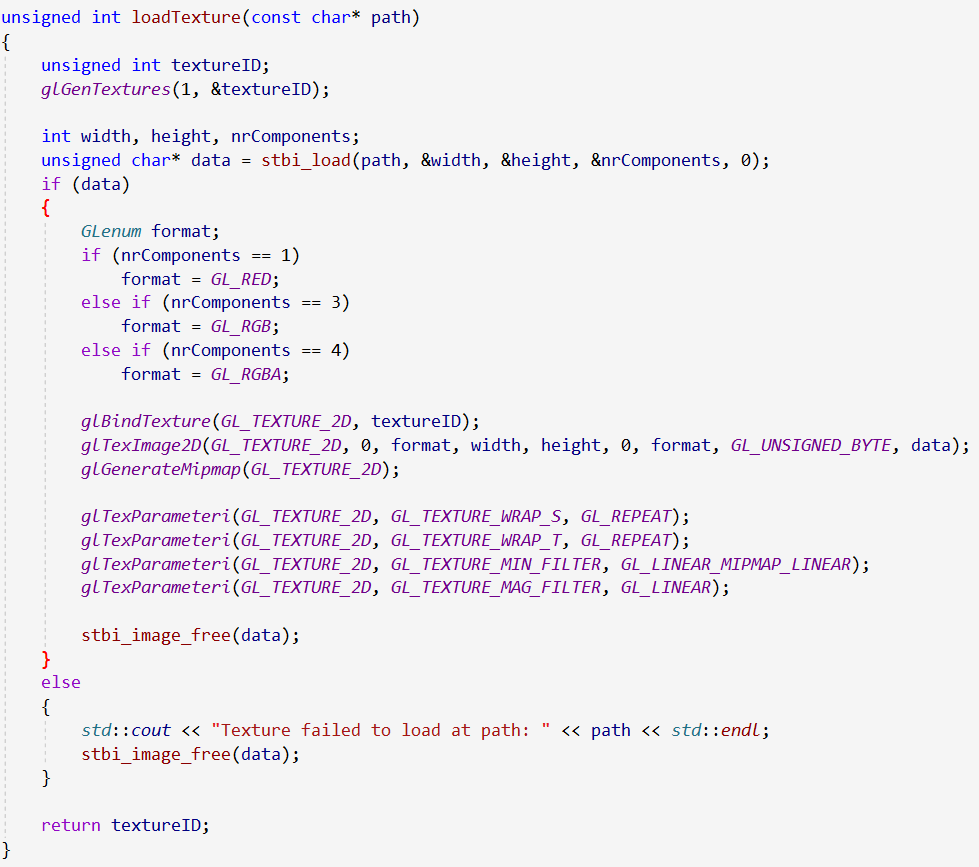 unsigned int loadTexture(const char* path)
{
    unsigned int textureID;
    glGenTextures(1, &textureID);

    int width, height, nrComponents;
    unsigned char* data = stbi_load(path, &width, &height, &nrComponents, 0);
    if (data)
    {
        GLenum format;
        if (nrComponents == 1)
            format = GL_RED;
        else if (nrComponents == 3)
            format = GL_RGB;
        else if (nrComponents == 4)
            format = GL_RGBA;

        glBindTexture(GL_TEXTURE_2D, textureID);
        glTexImage2D(GL_TEXTURE_2D, 0, format, width, height, 0, format, GL_UNSIGNED_BYTE, data);
        glGenerateMipmap(GL_TEXTURE_2D);

        glTexParameteri(GL_TEXTURE_2D, GL_TEXTURE_WRAP_S, GL_REPEAT);
        glTexParameteri(GL_TEXTURE_2D, GL_TEXTURE_WRAP_T, GL_REPEAT);
        glTexParameteri(GL_TEXTURE_2D, GL_TEXTURE_MIN_FILTER, GL_LINEAR_MIPMAP_LINEAR);
        glTexParameteri(GL_TEXTURE_2D, GL_TEXTURE_MAG_FILTER, GL_LINEAR);

        stbi_image_free(data);
    }
    else
    {
        std::cout << "Texture failed to load at path: " << path << std::endl;
        stbi_image_free(data);
    }

    return textureID;
}